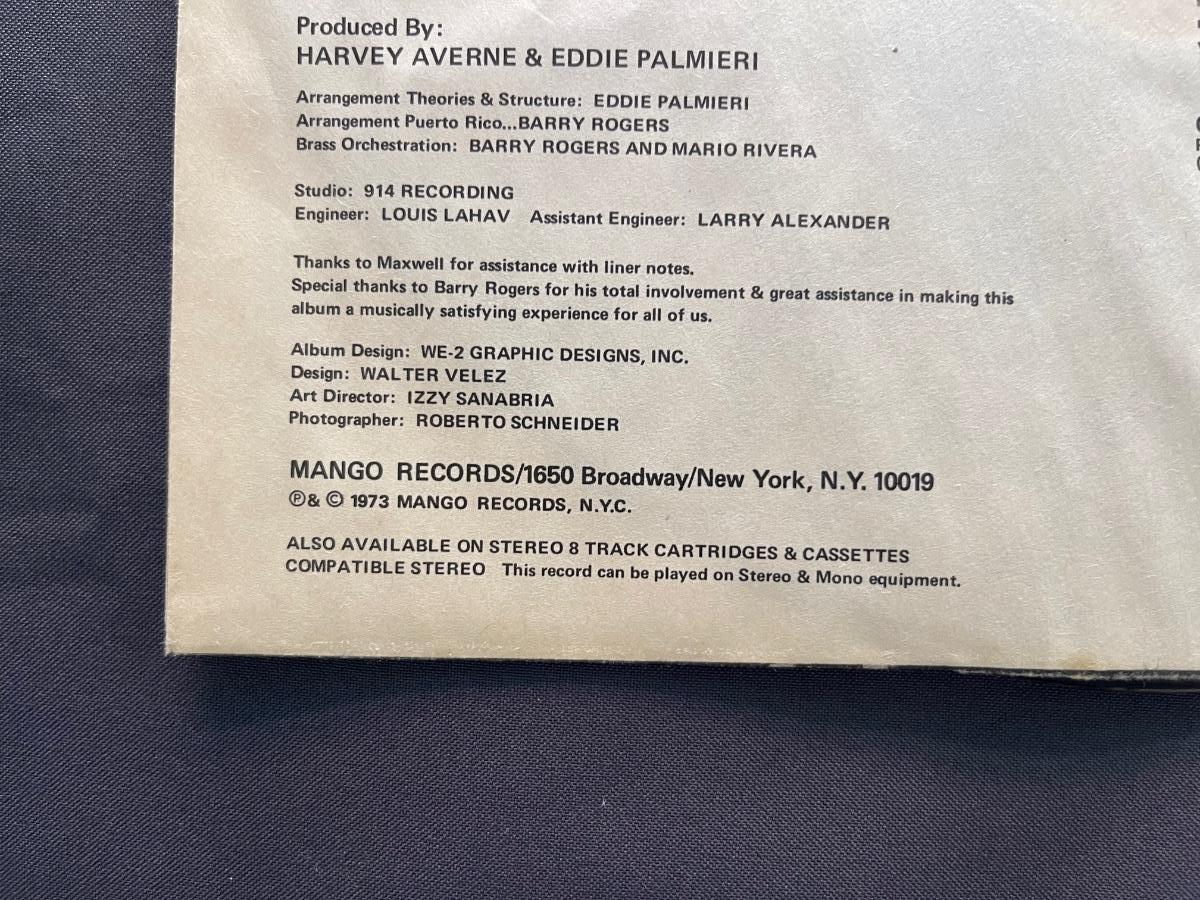 Produced By:
HARVEY AVERNE & EDDIE PALMIERI
Arrangement Theories & Structure: EDDIE PALMIERI
Arrangement Puerto Rico...BARRY ROGERS
Brass Orchestration: BARRY ROGERS AND MARIO RIVERA
Studio: 914 RECORDING
Engineer: LOUIS LAHAV Assistant Engineer: LARRY ALEXANDER
Thanks to Maxwell for assistance with liner notes.
Special thanks to Barry Rogers for his total involvement & great assistance in making this
album a musically satisfying experience for all of us.
Album Design: WE-2 GRAPHIC DESIGNS, INC.
Design: WALTER VELEZ
Art Director: IZZY SANABRIA
Photographer: ROBERTO SCHNEIDER
MANGO RECORDS/1650 Broadway/New York, N.Y. 10019
℗& © 1973 MANGO RECORDS, N.Y.C.
ALSO AVAILABLE ON STEREO 8 TRACK CARTRIDGES & CASSETTES
COMPATIBLE STEREO This record can be played on Stereo & Mono equipment.